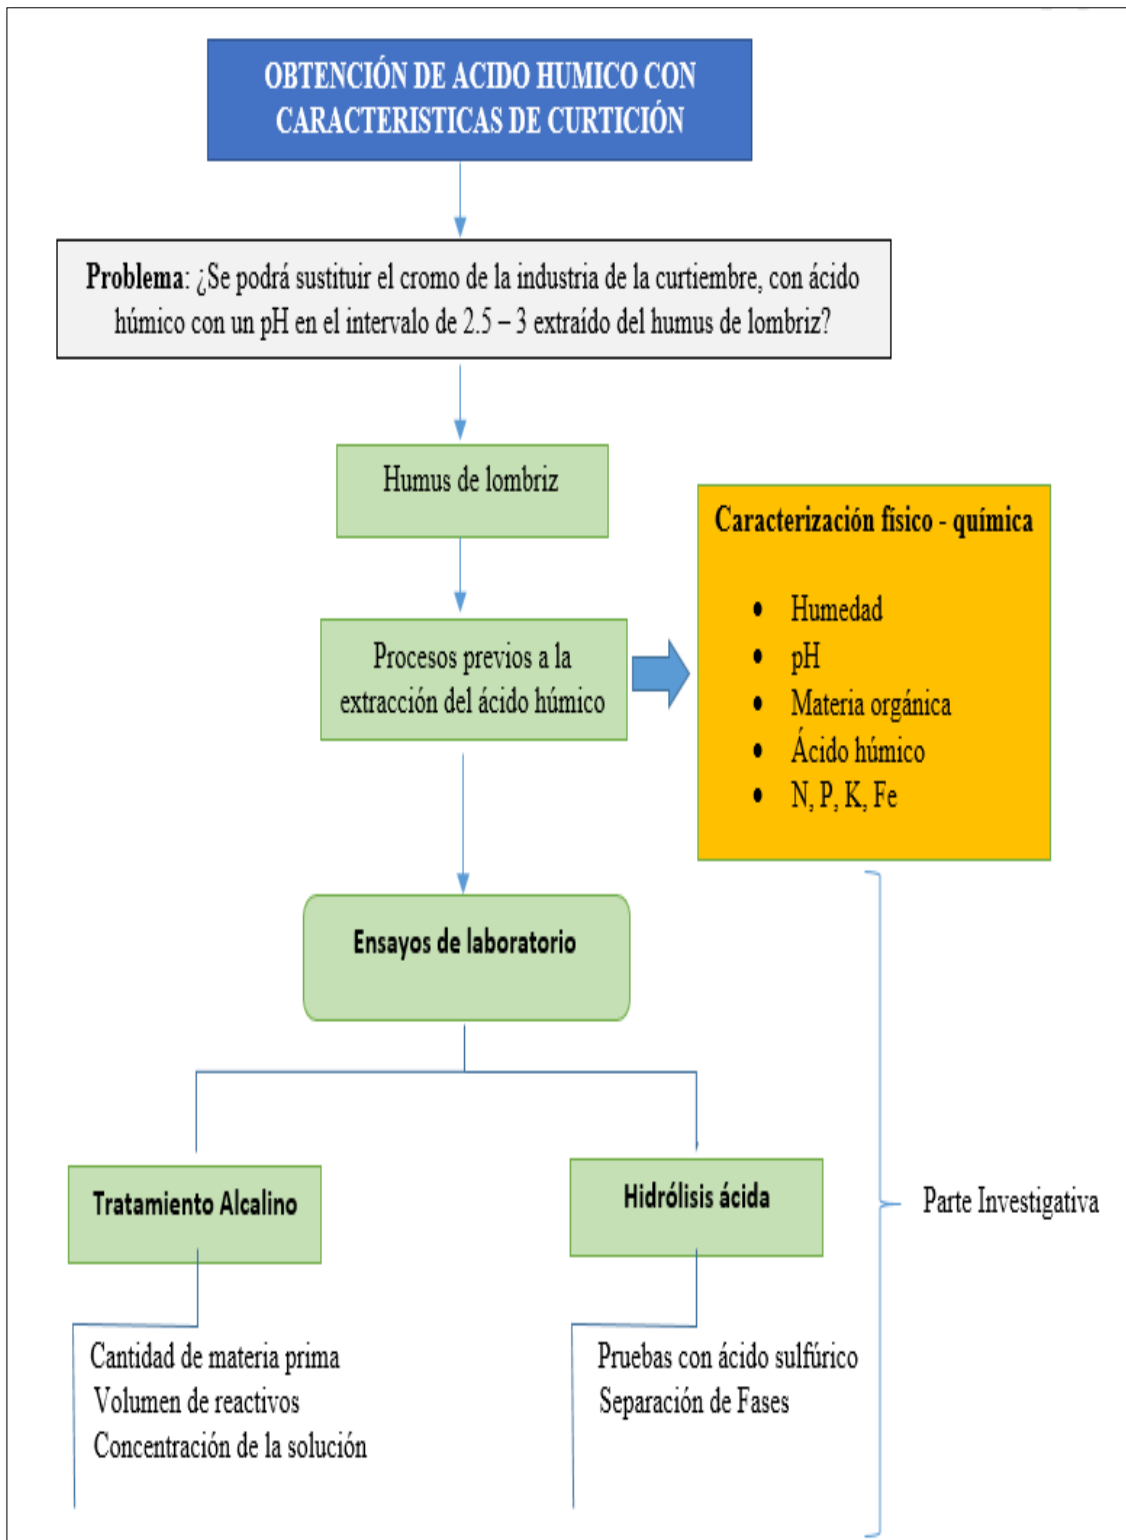 OBTENCIÓN DE ACIDO HUMICO CON
CARACTERISTICAS DE CURTICIÓN
Problema: ¿Se podrá sustituir el cromo de la industria de la curtiembre, con ácido
húmico con un pH en el intervalo de 2.5 – 3 extraído del humus de lombriz?
Humus de lombriz
Procesos previos a la
extracción del ácido húmico
Caracterización físico - química
• Humedad
• pH
• Materia orgánica
• Ácido húmico
• N, P, K, Fe
Ensayos de laboratorio
Tratamiento Alcalino
Cantidad de materia prima
Volumen de reactivos
Concentración de la solución
Hidrólisis ácida
Pruebas con ácido sulfúrico
Separación de Fases
Parte Investigativa